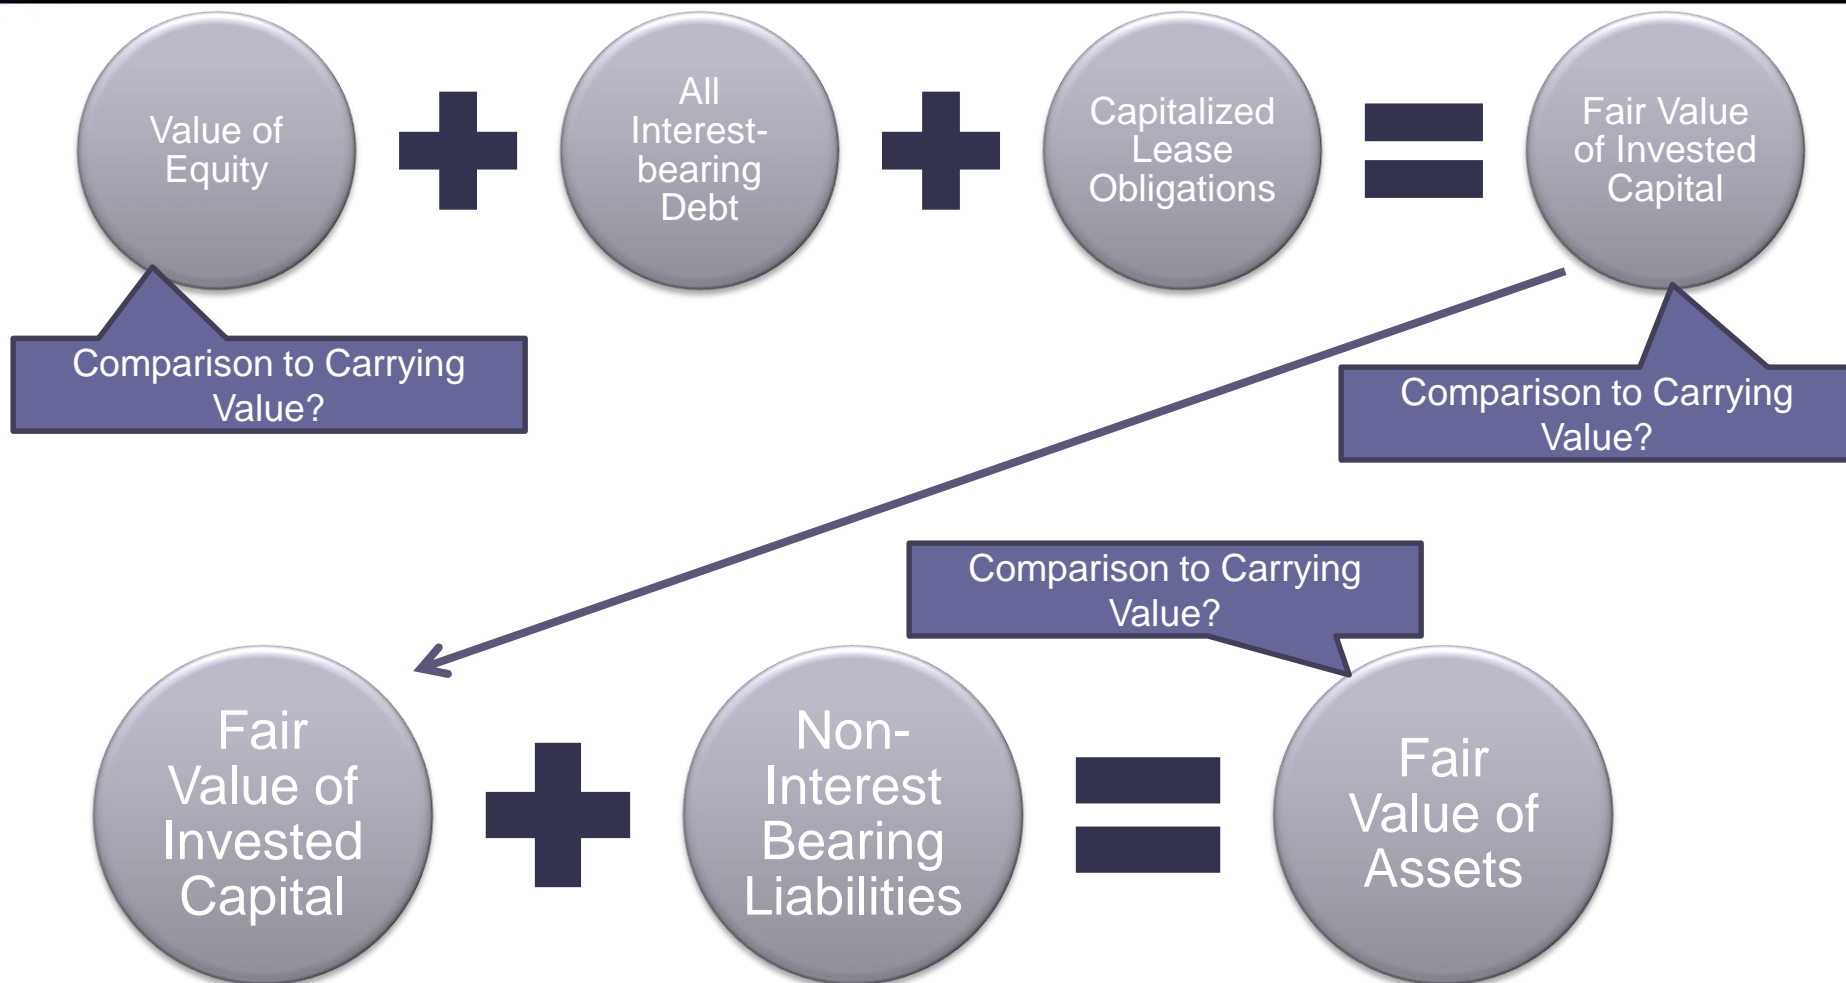 Value of
Equity
All
Interest-
bearing
Debt
Capitalized
Lease
Obligations
Fair Value
of Invested
Capital
Comparison to Carrying
Value?
Comparison to Carrying
Value?
Comparison to Carrying
Value?
Fair
Value of
Invested
Capital
Non-
Interest
Bearing
Liabilities
Fair
Value of
Assets